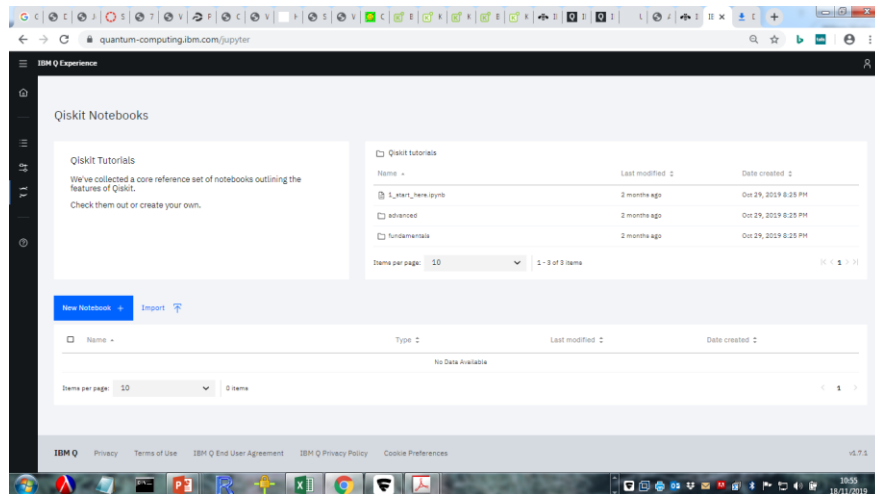 quantum-computing.ibm.com/jupyter
IBM Q Experience
Qiskit Notebooks
Qiskit Tutorials
We've collected a core reference set of notebooks outlining the
features of Qiskit.
Check them out or create your own.
Qiskit tutorials
Name Last modified Date created
1_start_here.ipynb 2 months ago Oct 29, 2019 8:25 PM
advanced 2 months ago Oct 29, 2019 8:25 PM
fundamentals 2 months ago Oct 29, 2019 8:25 PM
Items per page: 10 1 - 3 of 3 items 1
New Notebook + Import
Name Type Last modified Date created
No Data Available
Items per page: 10 0 items 1
IBM Q Privacy Terms of Use IBM Q End User Agreement IBM Q Privacy Policy Cookie Preferences v1.7.1
10:55
18/11/2019